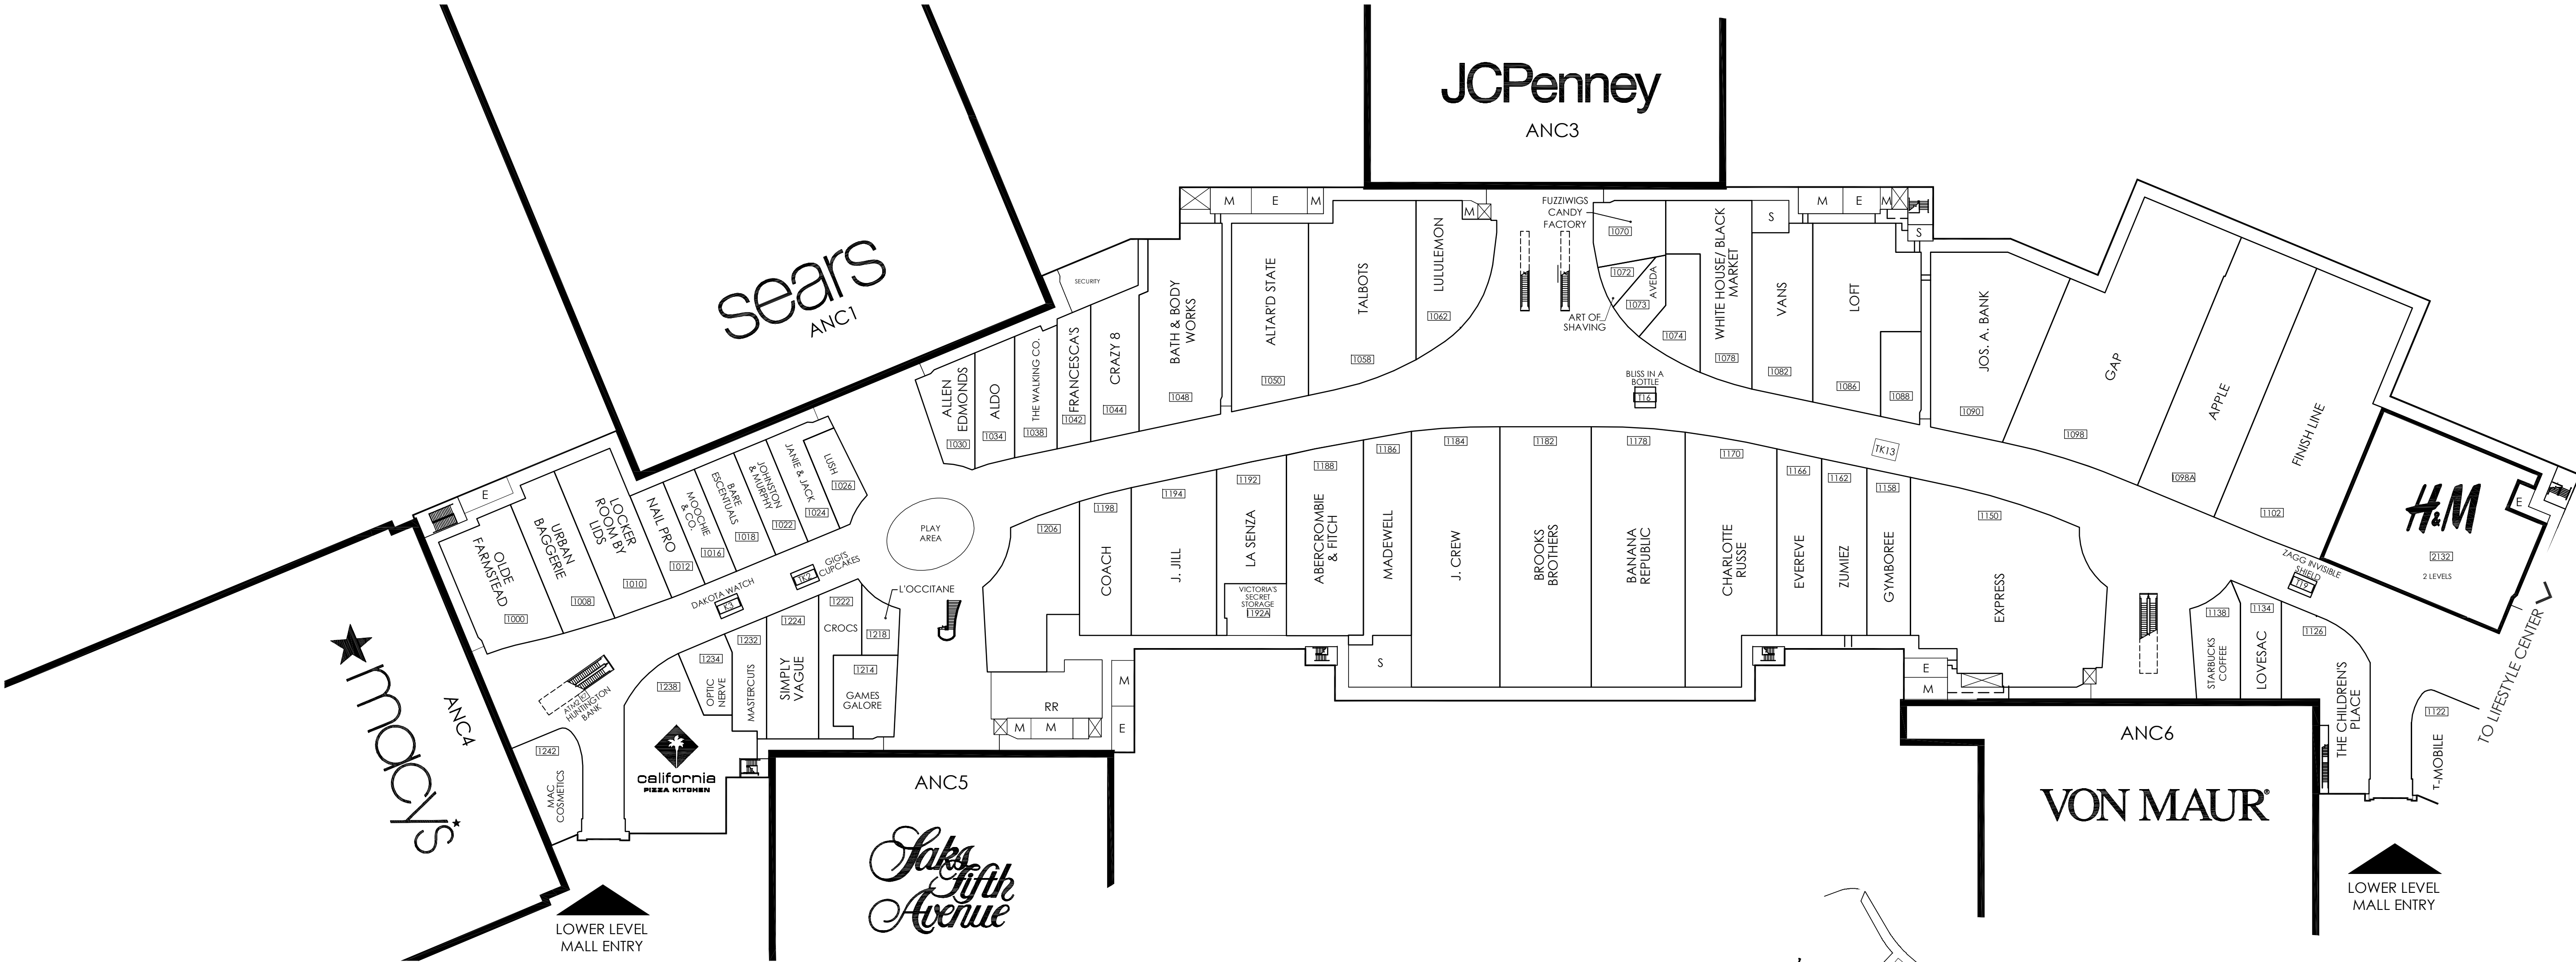 JCPenney
ANC3
sears
ANC1
★macy's
ANC4
ANC5
Saks
Fifth
Avenue
ANC6
VON MAUR®
H&M
2132
2 LEVELS
E
OLDE
FARMSTEAD
1000
URBAN
BAGGERIE
1008
LOCKER
ROOM BY
LIDS
1010
NAIL PRO
1012
MOOCHIE
& CO.
1016
BARE
ESCENTUALS
1018
JOHNSTON
& MURPHY
1022
JANIE & JACK
1024
LUSH
1026
E
DAKOTA WATCH
K3
GIGI'S
CUPCAKES
TK2
PLAY
AREA
ALLEN
EDMONDS
1030
ALDO
1034
THE WALKING CO.
1038
FRANCESCA'S
1042
CRAZY 8
1044
SECURITY
BATH & BODY
WORKS
1048
M
E
M
ALTAR'D STATE
1050
TALBOTS
1058
LULULEMON
1062
M
FUZZIWIGS
CANDY
FACTORY
1070
1072
AVEDA
1073
ART OF
SHAVING
1074
WHITE HOUSE/ BLACK
MARKET
1078
S
VANS
1082
M
E
M
S
LOFT
1086
1088
BLISS IN A
BOTTLE
T16
TK13
JOS. A. BANK
1090
GAP
1098
APPLE
1098A
FINISH LINE
1102
ZAGG INVISIBLE
SHIELD
T19
TO LIFESTYLE CENTER >
ATM2
HUNTINGTON
BANK
1242
MAC
COSMETICS
1238
california
PIZZA KITCHEN
1234
OPTIC
NERVE
1232
MASTERCUTS
1224
SIMPLY
VAGUE
1222
CROCS
L'OCCITANE
1218
1214
GAMES
GALORE
1206
RR
M
M
M
E
1198
COACH
1194
J. JILL
1192
LA SENZA
VICTORIA'S
SECRET
STORAGE
1192A
1188
ABERCROMBIE
& FITCH
1186
MADEWELL
S
1184
J. CREW
1182
BROOKS
BROTHERS
1178
BANANA
REPUBLIC
1170
CHARLOTTE
RUSSE
1166
EVEREVE
1162
ZUMIEZ
1158
GYMBOREE
1150
EXPRESS
E
M
1138
STARBUCKS
COFFEE
1134
LOVESAC
1126
THE CHILDREN'S
PLACE
1122
T-MOBILE
LOWER LEVEL
MALL ENTRY
LOWER LEVEL
MALL ENTRY